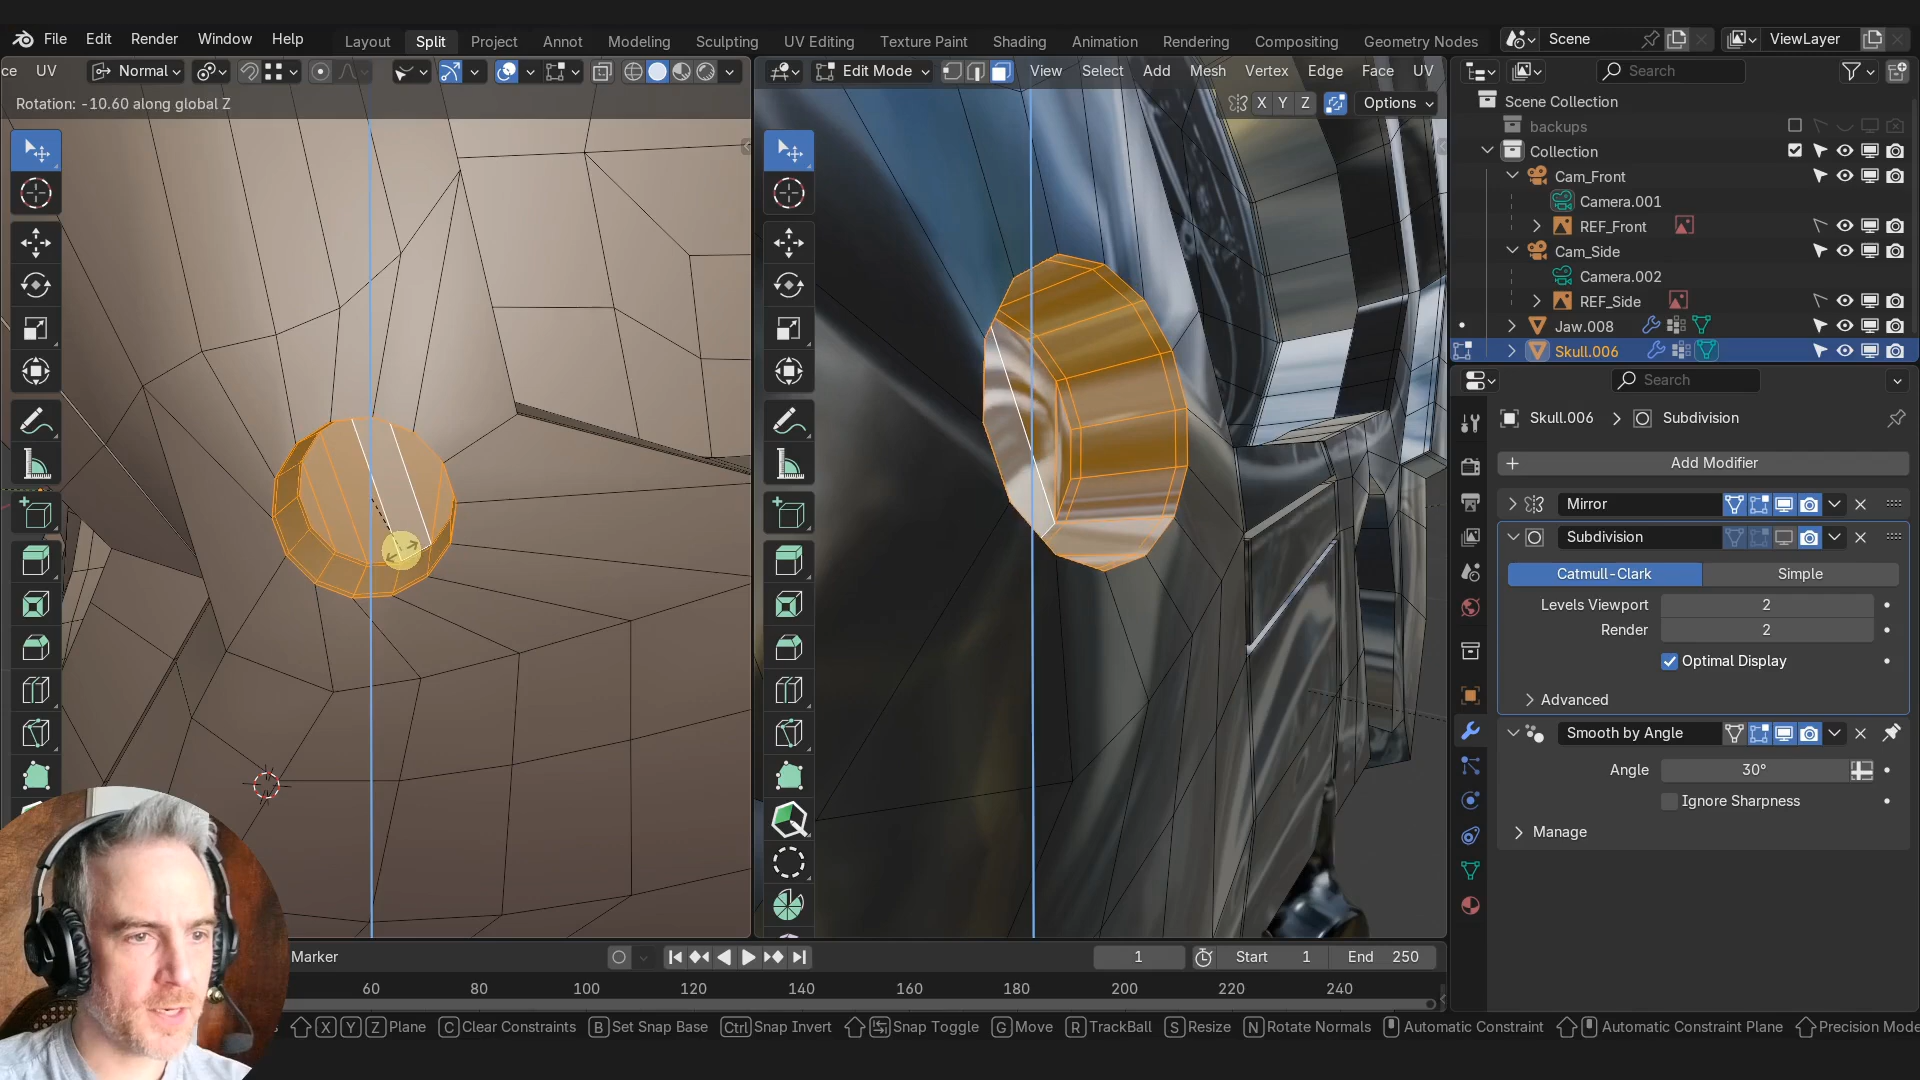 File Edit Render Window Help Layout Split Project Annot Modeling Sculpting UV Editing Texture Paint Shading Animation Rendering Compositing Geometry Nodes Scene ViewLayer
ce UV Normal Edit Mode View Select Add Mesh Vertex Edge Face UV Search
Rotation: -10.60 along global Z X Y Z Options
Scene Collection
backups
Collection
Cam_Front
Camera.001
REF_Front
Cam_Side
Camera.002
REF_Side
Jaw.008
Skull.006
Search
Skull.006 > Subdivision
Add Modifier
Mirror
Subdivision
Catmull-Clark Simple
Levels Viewport 2
Render 2
Optimal Display
Advanced
Smooth by Angle
Angle 30°
Ignore Sharpness
Manage
Marker 1 Start 1 End 250
60 80 100 120 140 160 180 200 220 240
X Y Z Plane C Clear Constraints B Set Snap Base Ctrl Snap Invert Snap Toggle G Move R TrackBall S Resize N Rotate Normals Automatic Constraint Automatic Constraint Plane Precision Mode